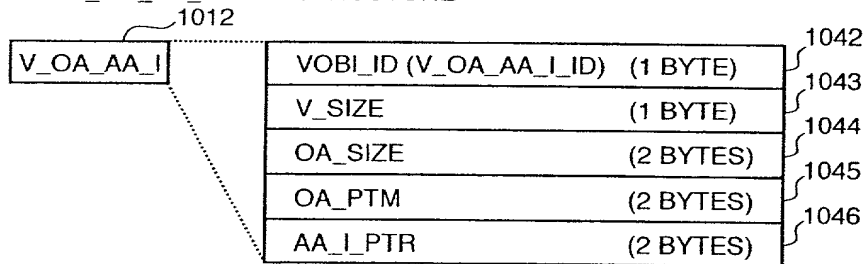 1012
1042
V_OA_AA_I
VOBI_ID (V_OA_AA_I_ID) (1 BYTE)
1043
V_SIZE (1 BYTE)
1044
OA_SIZE (2 BYTES)
1045
OA_PTM (2 BYTES)
1046
AA_I_PTR (2 BYTES)